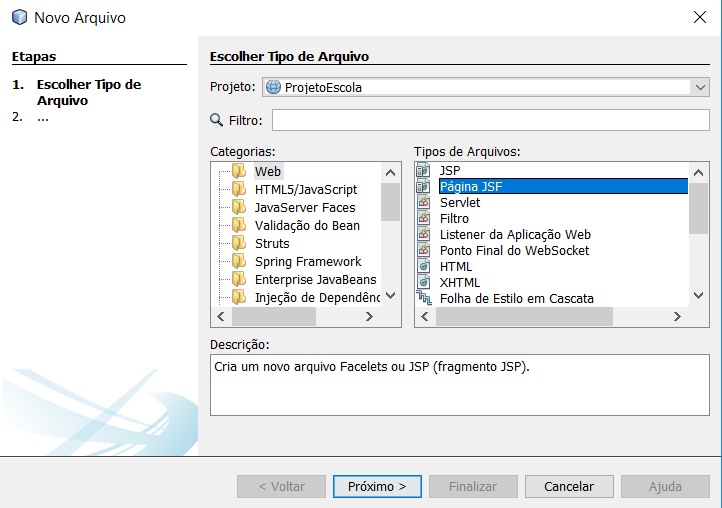 Novo Arquivo
Etapas
1. Escolher Tipo de
Arquivo
2. ...
Escolher Tipo de Arquivo
Projeto: ProjetoEscola
Filtro:
Categorias:
Web
HTML5/JavaScript
JavaServer Faces
Validação do Bean
Struts
Spring Framework
Enterprise JavaBeans
Injeção de Dependênc
Tipos de Arquivos:
JSP
Página JSF
Servlet
Filtro
Listener da Aplicação Web
Ponto Final do WebSocket
HTML
XHTML
Folha de Estilo em Cascata
Descrição:
Cria um novo arquivo Facelets ou JSP (fragmento JSP).
< Voltar
Próximo >
Finalizar
Cancelar
Ajuda